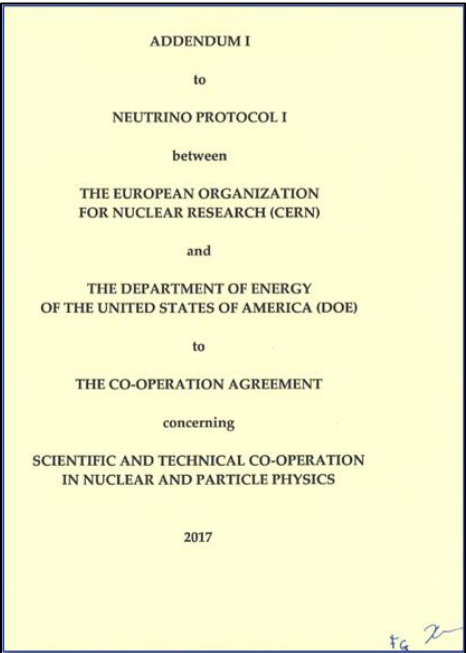 ADDENDUM I
to
NEUTRINO PROTOCOL I
between
THE EUROPEAN ORGANIZATION
FOR NUCLEAR RESEARCH (CERN)
and
THE DEPARTMENT OF ENERGY
OF THE UNITED STATES OF AMERICA (DOE)
to
THE CO-OPERATION AGREEMENT
concerning
SCIENTIFIC AND TECHNICAL CO-OPERATION
IN NUCLEAR AND PARTICLE PHYSICS
2017
FG